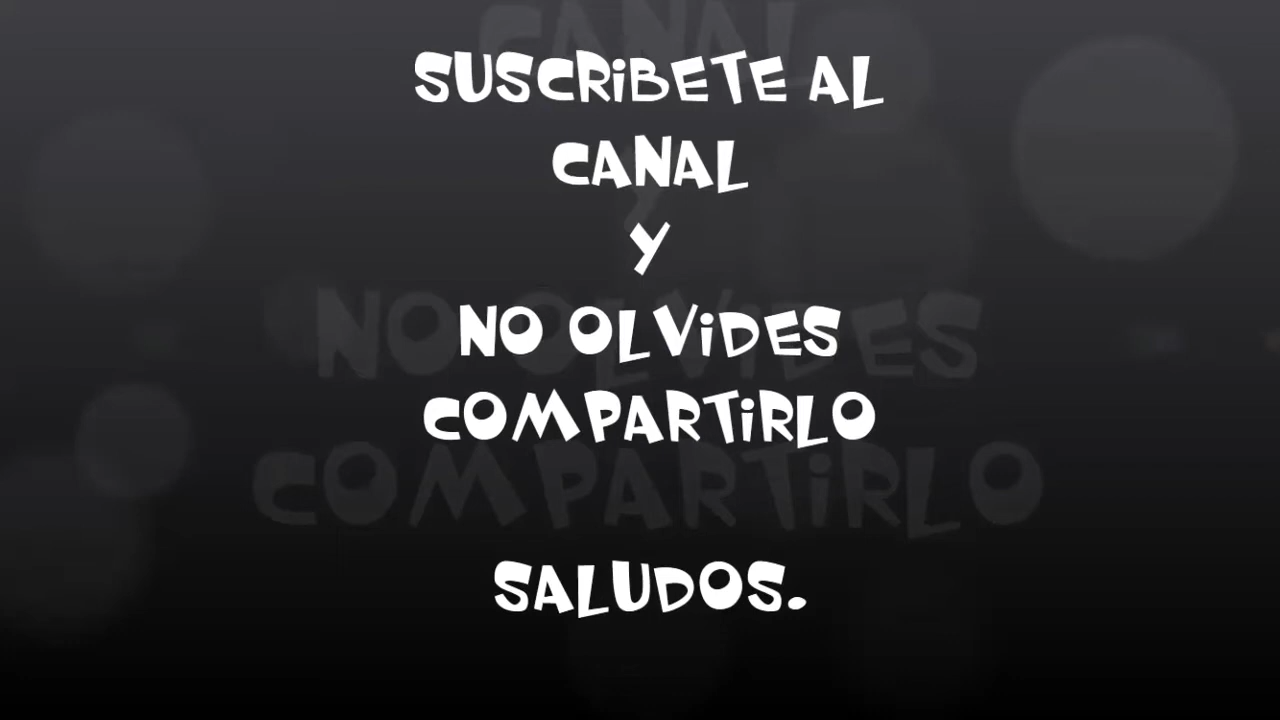 SUSCRiBETE AL
CANAL
Y
NO OLViDES
COMPARTiRLO
SALUDOS.